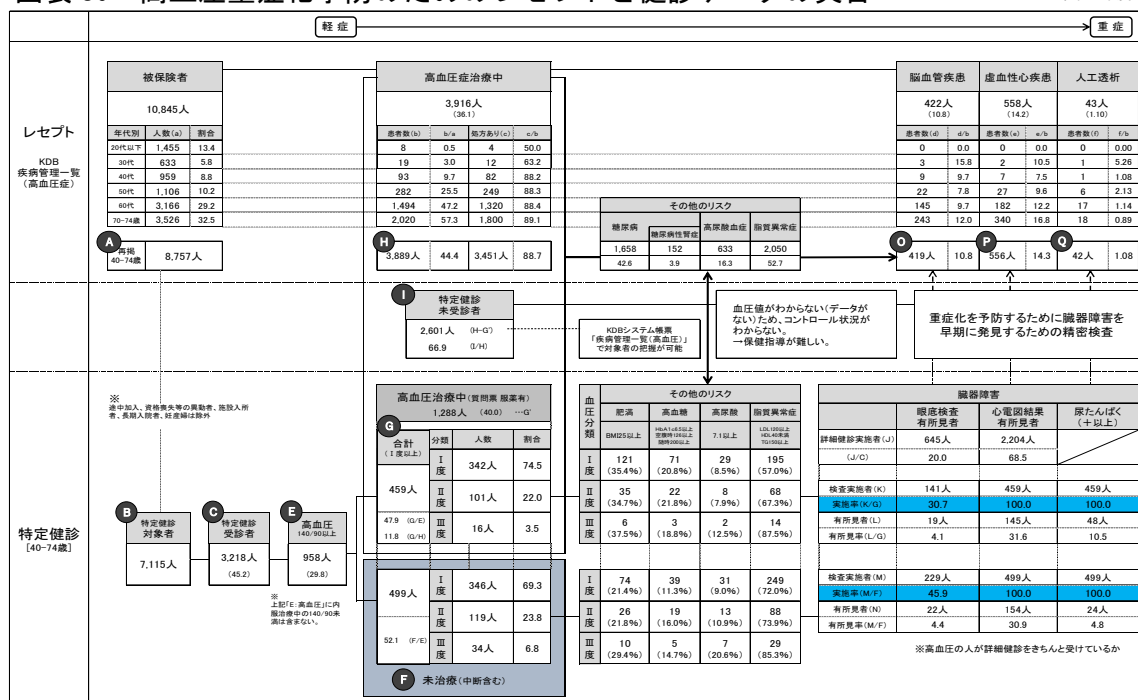 軽症
重症
レセプト
KDB
疾病管理一覧
(高血圧症)
被保険者
10,845人
年代別 人数(a) 割合
20代以下 1,455 13.4
30代 633 5.8
40代 959 8.8
50代 1,106 10.2
60代 3,166 29.2
70-74歳 3,526 32.5
A 再掲
40-74歳 8,757人
高血圧症治療中
3,916人
(36.1)
患者数(b) b/a 処方あり(c) c/b
8 0.5 4 50.0
19 3.0 12 63.2
93 9.7 82 88.2
282 25.5 249 88.3
1,494 47.2 1,320 88.4
2,020 57.3 1,800 89.1
H 3,889人 44.4 3,451人 88.7
その他のリスク
糖尿病 糖尿病性腎症 高尿酸血症 脂質異常症
1,658 152 633 2,050
42.6 3.9 16.3 52.7
脳血管疾患 虚血性心疾患 人工透析
422人 558人 43人
(10.8) (14.2) (1.10)
患者数(d) d/b 患者数(e) e/b 患者数(f) f/b
0 0.0 0 0.0 0 0.00
3 15.8 2 10.5 1 5.26
9 9.7 7 7.5 1 1.08
22 7.8 27 9.6 6 2.13
145 9.7 182 12.2 17 1.14
243 12.0 340 16.8 18 0.89
O P Q
419人 10.8 556人 14.3 42人 1.08
I 特定健診
未受診者
2,601人 (H-G')
66.9 (I/H)
KDBシステム帳票
「疾病管理一覧(高血圧)」
で対象者の把握が可能
血圧値がわからない(データが
ない)ため、コントロール状況が
わからない。
→保健指導が難しい。
重症化を予防するために臓器障害を
早期に発見するための精密検査
特定健診
[40-74歳]
※
途中加入、資格喪失等の異動者、施設入所
者、長期入院者、妊産婦は除外
B 特定健診
対象者
7,115人
C 特定健診
受診者
3,218人
(45.2)
E 高血圧
140/90以上
958人
(29.8)
※
上記「E:高血圧」に内
服治療中の140/90未
満は含まない。
高血圧治療中(質問票 服薬有)
1,288人 (40.0) …G'
G 合計
(Ⅰ度以上) 分類 人数 割合
459人
47.9 (G/E)
11.8 (G/H)
Ⅰ度 342人 74.5
Ⅱ度 101人 22.0
Ⅲ度 16人 3.5
499人
52.1 (F/E)
Ⅰ度 346人 69.3
Ⅱ度 119人 23.8
Ⅲ度 34人 6.8
F 未治療(中断含む)
血圧分類
その他のリスク
肥満 高血糖 高尿酸 脂質異常症
BMI25以上 HbA1c6.5以上
空腹時126以上
随時200以上 7.1以上 LDL120以上
HDL40未満
TG150以上
Ⅰ度 121 71 29 195
(35.4%) (20.8%) (8.5%) (57.0%)
Ⅱ度 35 22 8 68
(34.7%) (21.8%) (7.9%) (67.3%)
Ⅲ度 6 3 2 14
(37.5%) (18.8%) (12.5%) (87.5%)
Ⅰ度 74 39 31 249
(21.4%) (11.3%) (9.0%) (72.0%)
Ⅱ度 26 19 13 88
(21.8%) (16.0%) (10.9%) (73.9%)
Ⅲ度 10 5 7 29
(29.4%) (14.7%) (20.6%) (85.3%)
臓器障害
眼底検査
有所見者 心電図結果
有所見者 尿たんぱく
(+以上)
詳細健診実施者(J) 645人 2,204人
(J/C) 20.0 68.5
検査実施者(K) 141人 459人 459人
実施率(K/G) 30.7 100.0 100.0
有所見者(L) 19人 145人 48人
有所見率(L/G) 4.1 31.6 10.5
検査実施者(M) 229人 499人 499人
実施率(M/F) 45.9 100.0 100.0
有所見者(N) 22人 154人 24人
有所見率(M/F) 4.4 30.9 4.8
※高血圧の人が詳細健診をきちんと受けているか